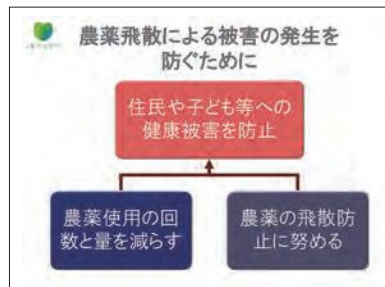 農薬飛散による被害の発生を
防ぐために
住民や子ども等への
健康被害を防止
農薬使用の回
数と量を減らす
農薬の飛散防
止に努める